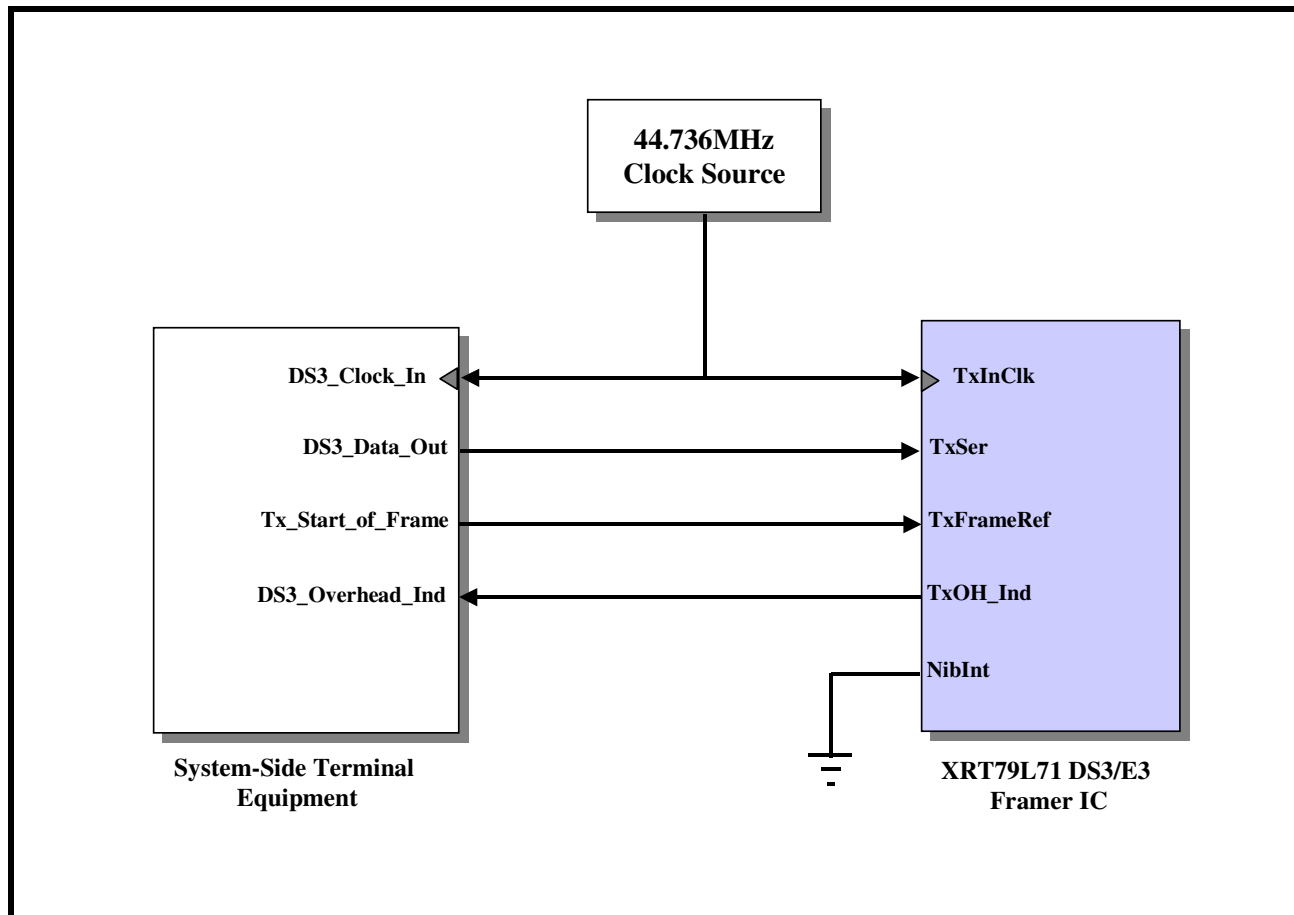 44.736MHz
Clock Source
DS3_Clock_In
TxInClk
DS3_Data_Out
TxSer
Tx_Start_of_Frame
TxFrameRef
DS3_Overhead_Ind
TxOH_Ind
NibInt
System-Side Terminal
Equipment
XRT79L71 DS3/E3
Framer IC